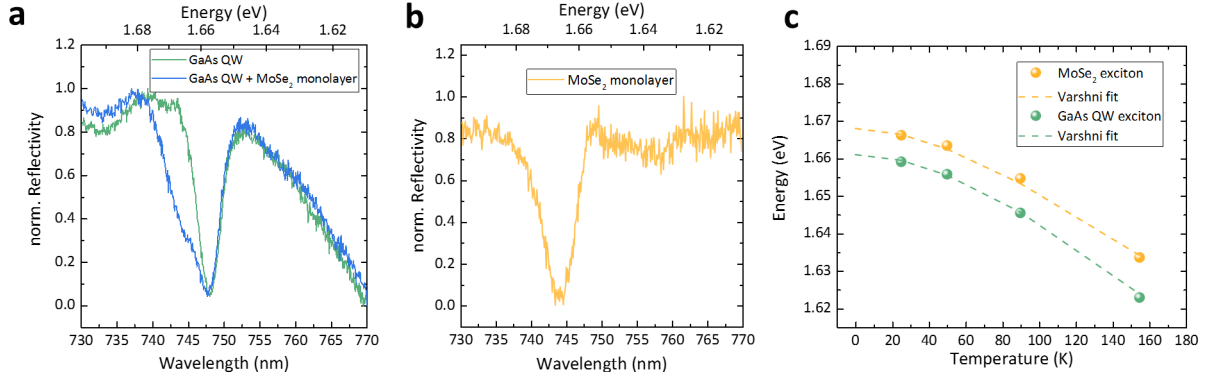 a
Energy (eV)
1.68 1.66 1.64 1.62
GaAs QW
GaAs QW + MoSe₂ monolayer
norm. Reflectivity
1.2
1.0
0.8
0.6
0.4
0.2
0.0
730 735 740 745 750 755 760 765 770
Wavelength (nm)
b
Energy (eV)
1.68 1.66 1.64 1.62
MoSe₂ monolayer
norm. Reflectivity
1.2
1.0
0.8
0.6
0.4
0.2
0.0
730 735 740 745 750 755 760 765 770
Wavelength (nm)
c
MoSe₂ exciton
Varshni fit
GaAs QW exciton
Varshni fit
Energy (eV)
1.69
1.68
1.67
1.66
1.65
1.64
1.63
1.62
0 20 40 60 80 100 120 140 160 180
Temperature (K)